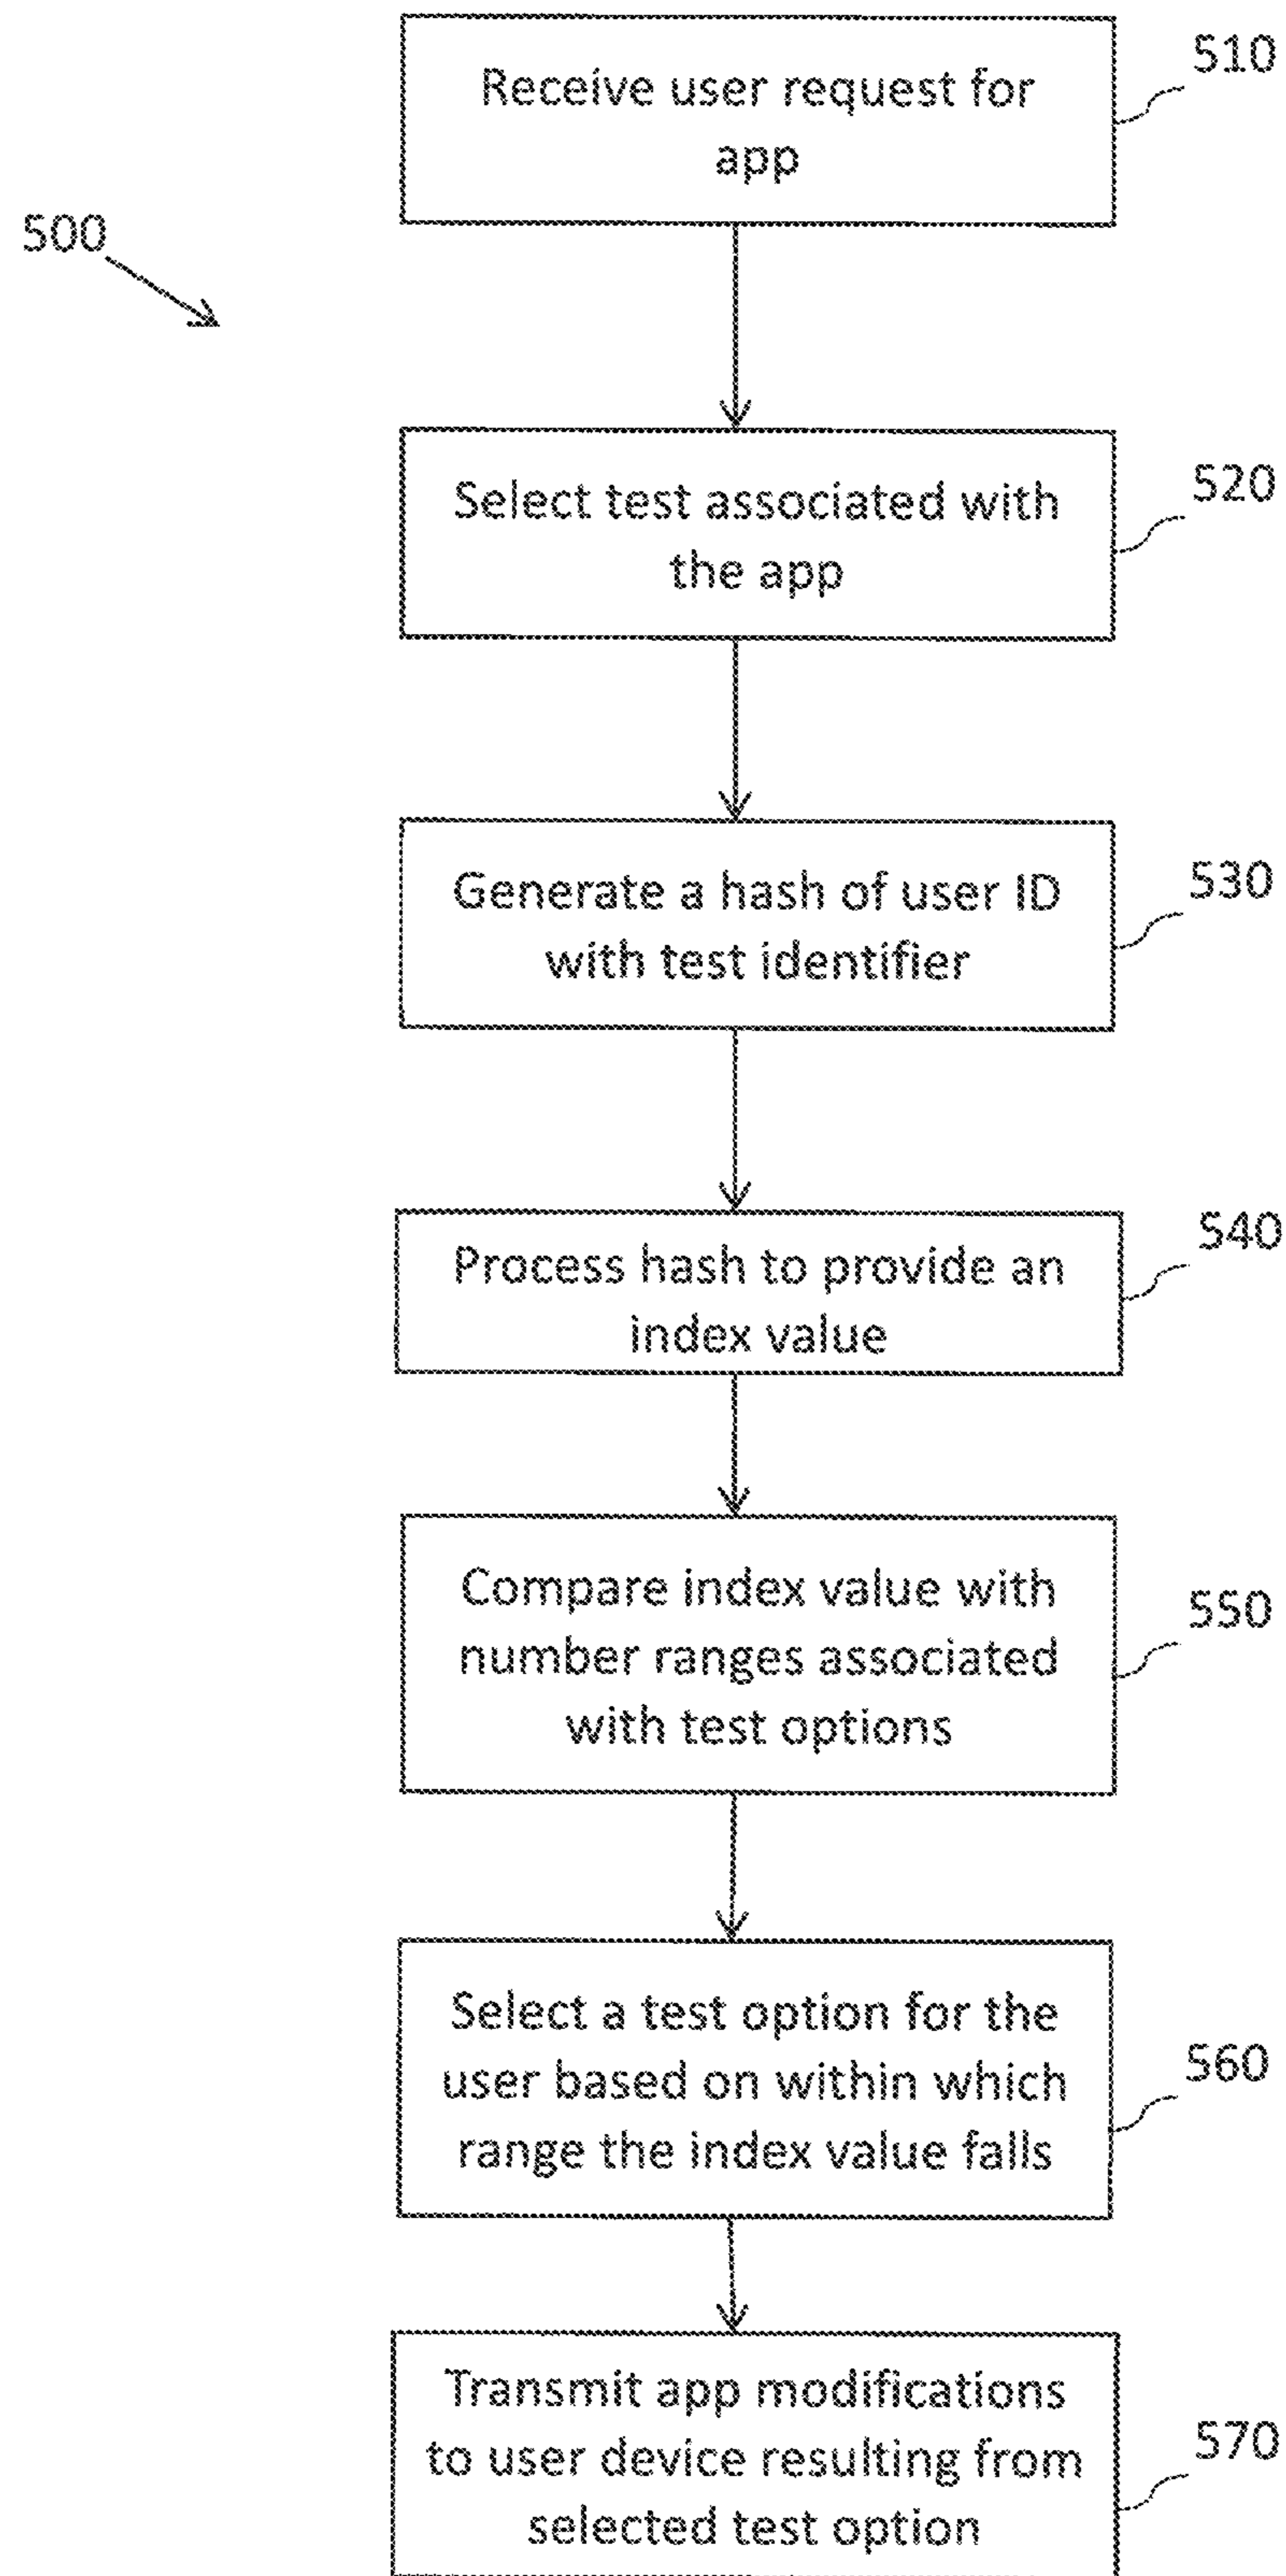 510
Receive user request for
app
500
520
Select test associated with
the app
530
Generate a hash of user ID
with test identifier
540
Process hash to provide an
index value
550
Compare index value with
number ranges associated
with test options
560
Select a test option for the
user based on within which
range the index value falls
570
Transmit app modifications
to user device resulting from
selected test option